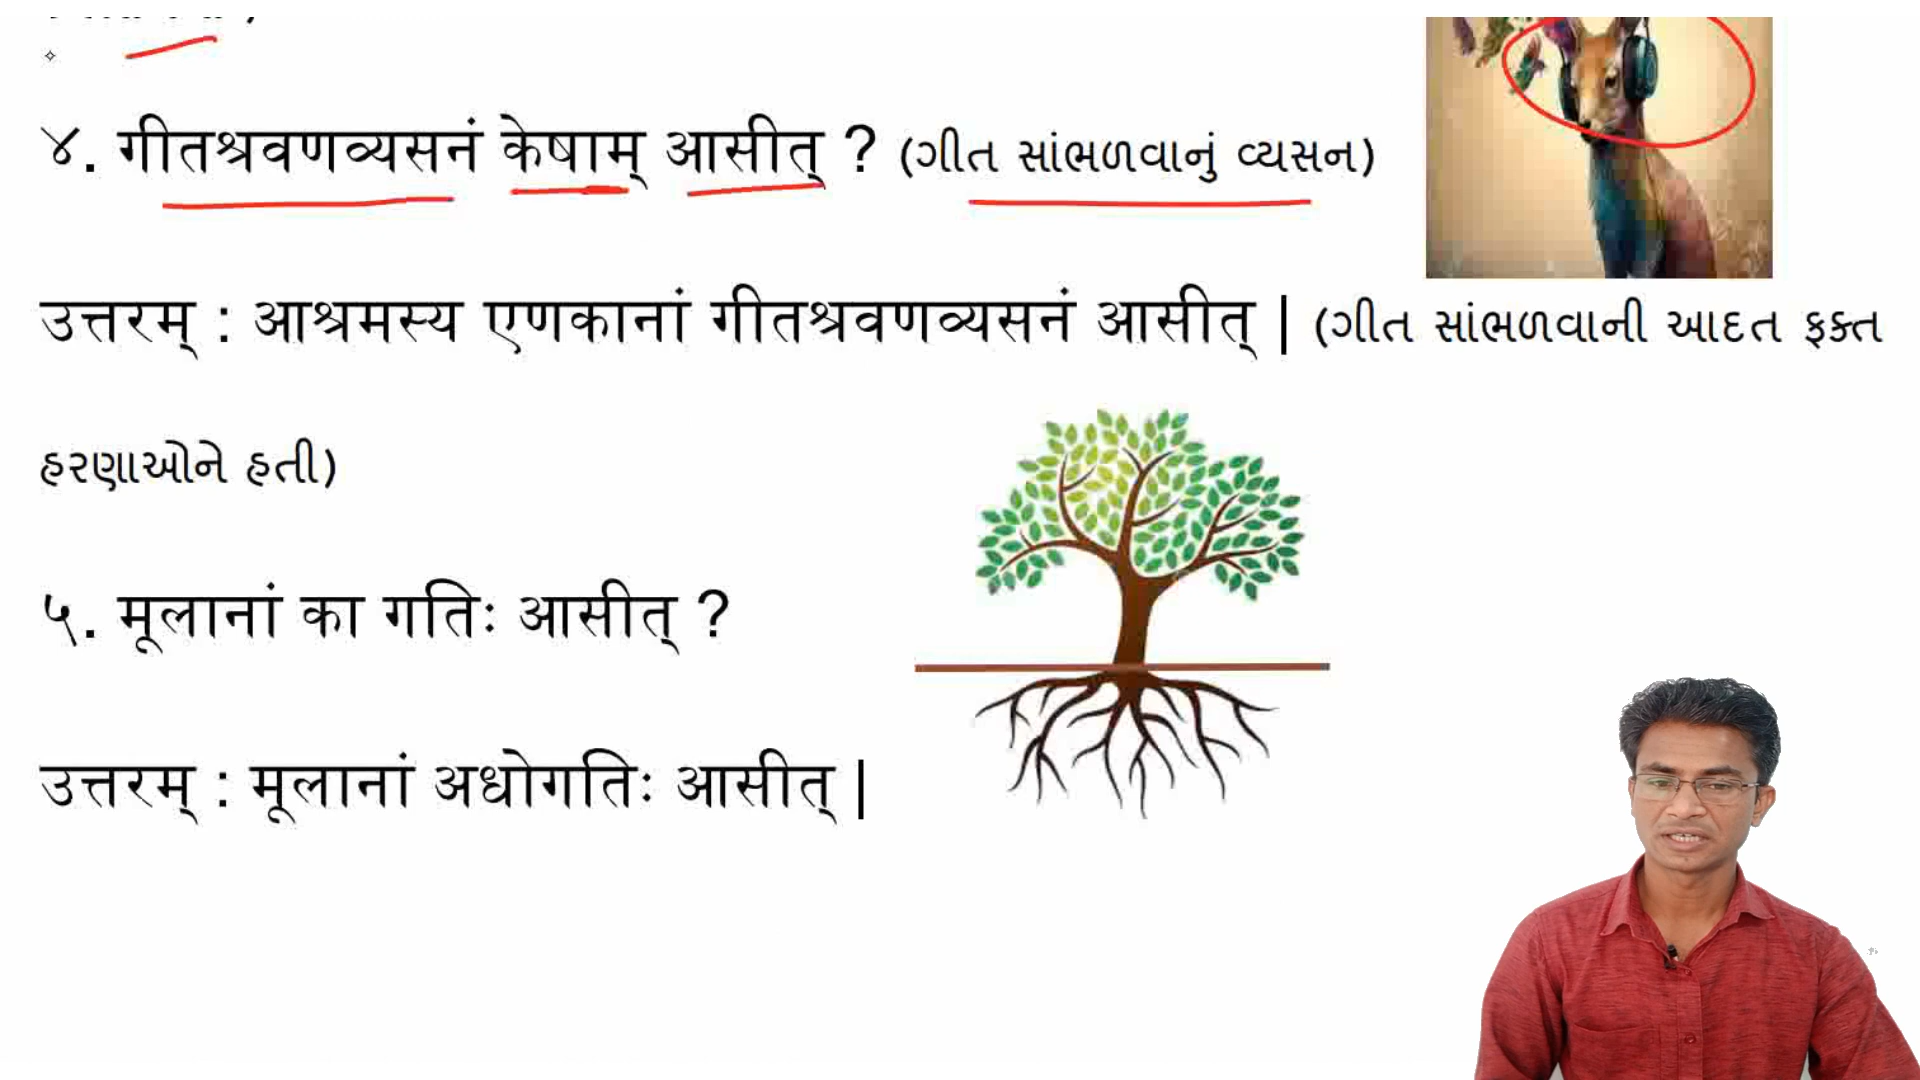 ४. गीतश्रवणव्यसनं केषाम् आसीत् ? (ગીત સાંભળવાનું વ્યસન)
उत्तरम् : आश्रमस्य एणकानां गीतश्रवणव्यसनं आसीत् | (ગીત સાંભળવાની આદત ફક્ત
હરણાઓને હતી)
५. मूलानां का गतिः आसीत् ?
उत्तरम् : मूलानां अधोगतिः आसीत् |